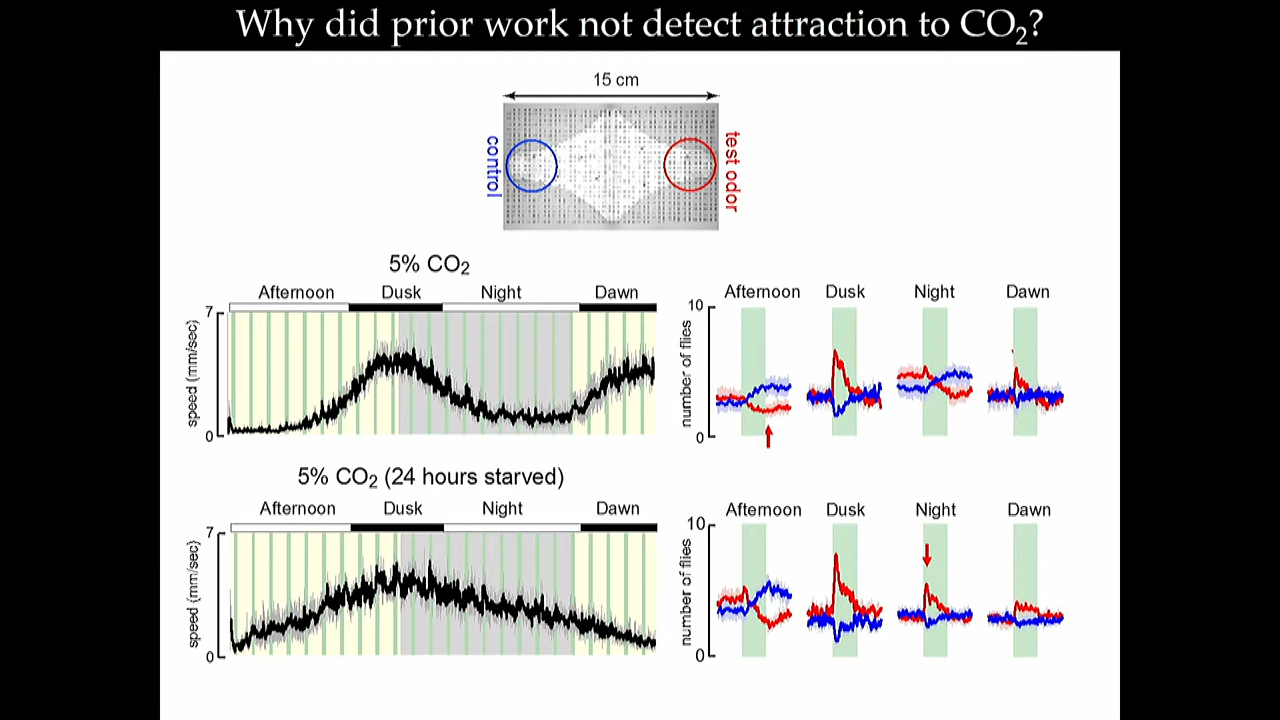 Why did prior work not detect attraction to CO₂?
15 cm
control
test odor
5% CO₂
Afternoon Dusk Night Dawn
7
speed (mm/sec)
0
Afternoon Dusk Night Dawn
10
number of flies
0
5% CO₂ (24 hours starved)
Afternoon Dusk Night Dawn
7
speed (mm/sec)
0
Afternoon Dusk Night Dawn
10
number of flies
0